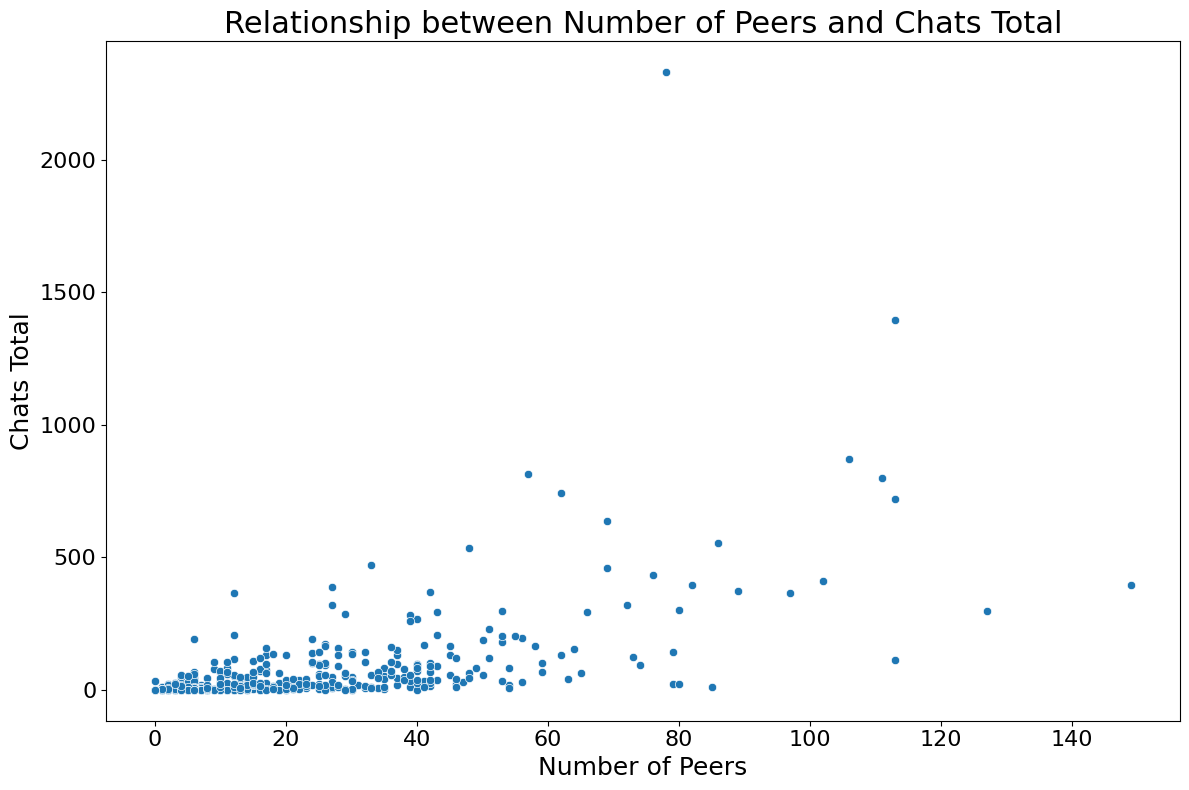 Relationship between Number of Peers and Chats Total
2000
1500
1000
500
0
Chats Total
0 20 40 60 80 100 120 140
Number of Peers